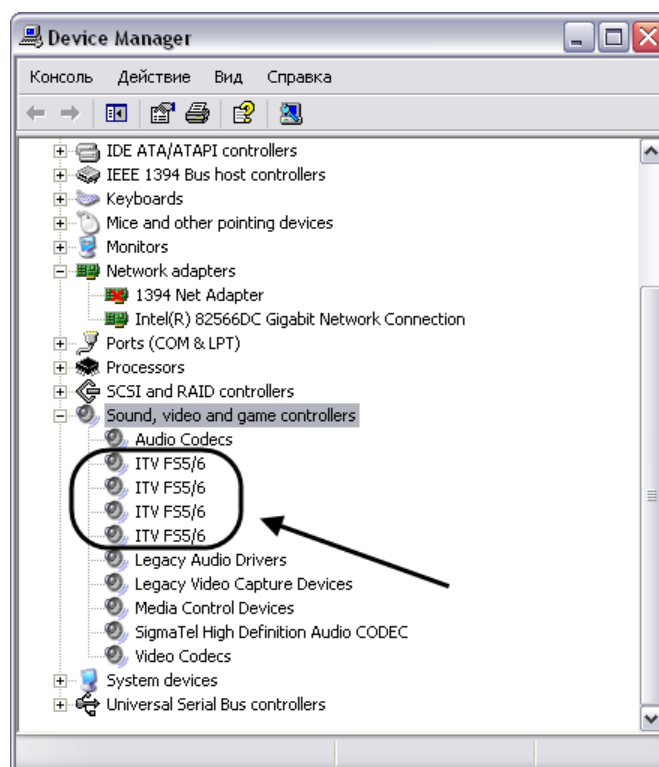 Device Manager
Консоль Действие Вид Справка
IDE ATA/ATAPI controllers
IEEE 1394 Bus host controllers
Keyboards
Mice and other pointing devices
Monitors
Network adapters
1394 Net Adapter
Intel(R) 82566DC Gigabit Network Connection
Ports (COM & LPT)
Processors
SCSI and RAID controllers
Sound, video and game controllers
Audio Codecs
ITV FS5/6
ITV FS5/6
ITV FS5/6
ITV FS5/6
Legacy Audio Drivers
Legacy Video Capture Devices
Media Control Devices
SigmaTel High Definition Audio CODEC
Video Codecs
System devices
Universal Serial Bus controllers